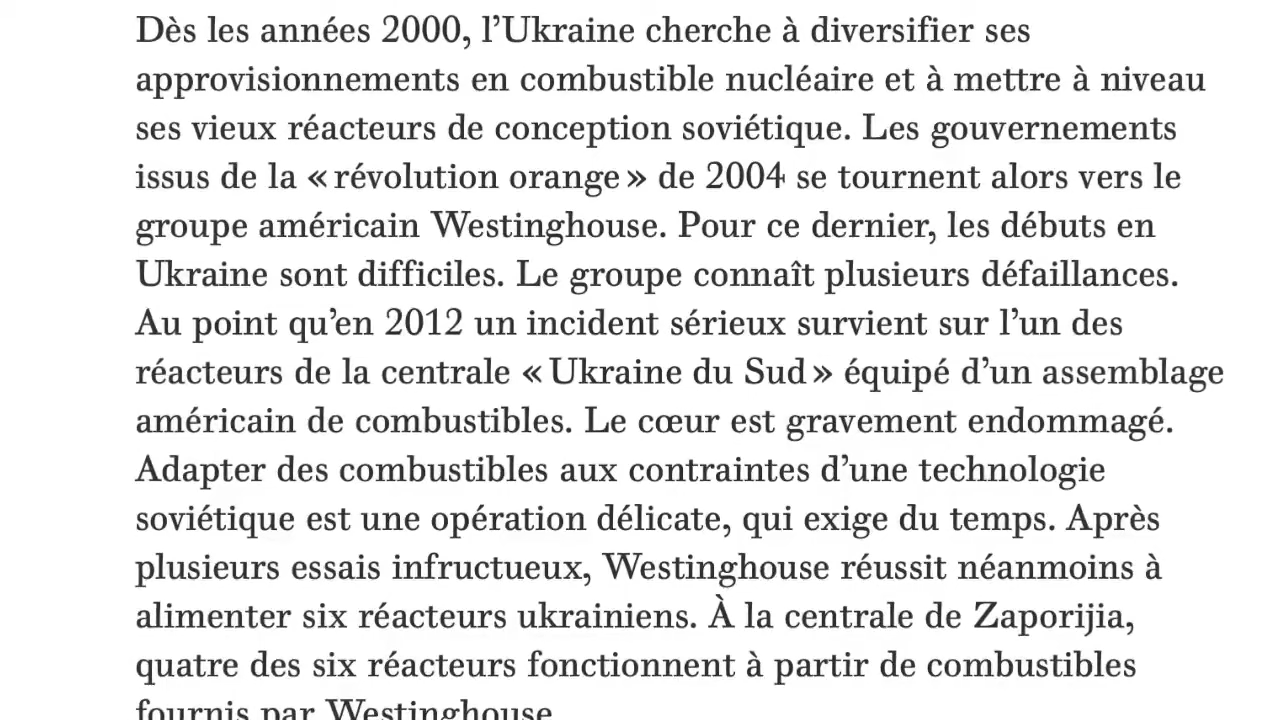 Dès les années 2000, l’Ukraine cherche à diversifier ses
approvisionnements en combustible nucléaire et à mettre à niveau
ses vieux réacteurs de conception soviétique. Les gouvernements
issus de la « révolution orange » de 2004 se tournent alors vers le
groupe américain Westinghouse. Pour ce dernier, les débuts en
Ukraine sont difficiles. Le groupe connaît plusieurs défaillances.
Au point qu’en 2012 un incident sérieux survient sur l’un des
réacteurs de la centrale « Ukraine du Sud » équipé d’un assemblage
américain de combustibles. Le cœur est gravement endommagé.
Adapter des combustibles aux contraintes d’une technologie
soviétique est une opération délicate, qui exige du temps. Après
plusieurs essais infructueux, Westinghouse réussit néanmoins à
alimenter six réacteurs ukrainiens. À la centrale de Zaporijia,
quatre des six réacteurs fonctionnent à partir de combustibles
fournis par Westinghouse